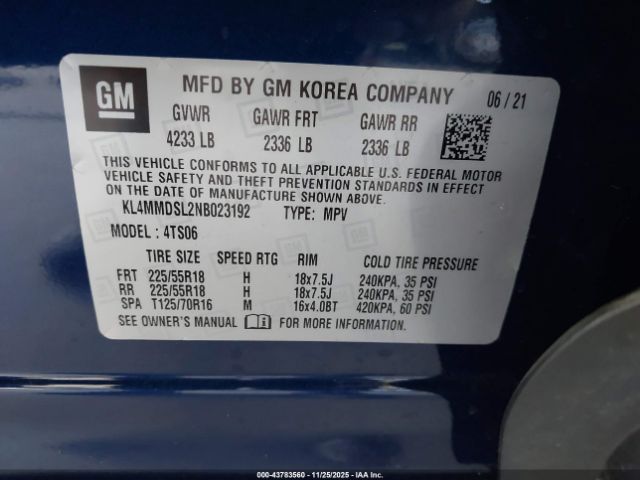 GM MFD BY GM KOREA COMPANY 06 / 21
GVWR GAWR FRT GAWR RR
4233 LB 2336 LB 2336 LB
THIS VEHICLE CONFORMS TO ALL APPLICABLE U.S. FEDERAL MOTOR
VEHICLE SAFETY AND THEFT PREVENTION STANDARDS IN EFFECT
ON THE DATE OF MANUFACTURE SHOWN ABOVE.
KL4MMDSL2NB023192 TYPE: MPV
MODEL : 4TS06
TIRE SIZE SPEED RTG RIM COLD TIRE PRESSURE
FRT 225/55R18 H 18x7.5J 240KPA, 35 PSI
RR 225/55R18 H 18x7.5J 240KPA, 35 PSI
SPA T125/70R16 M 16x4.0BT 420KPA, 60 PSI
SEE OWNER'S MANUAL FOR MORE INFORMATION.
000-43783560 - 11/25/2025 - IAA, Inc.